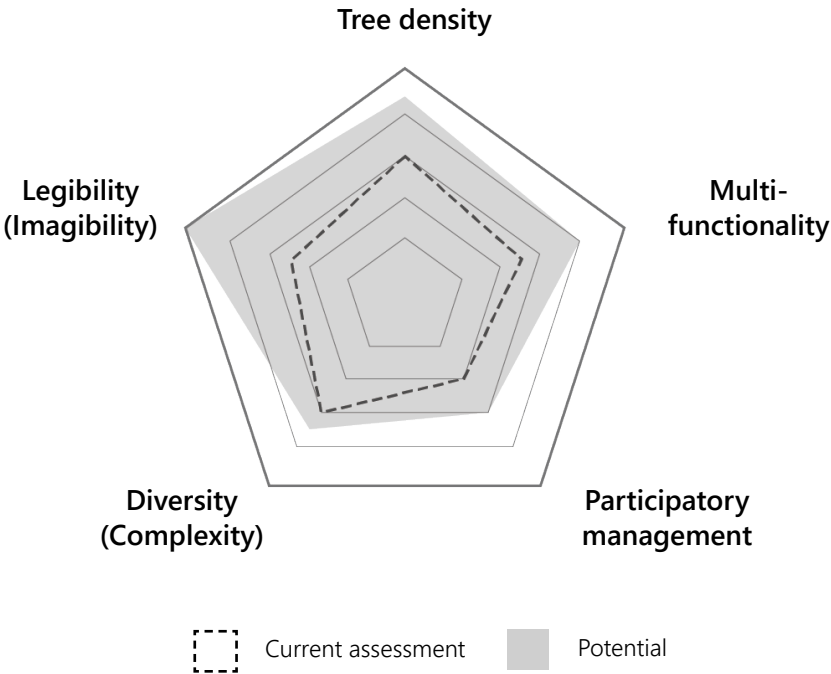 Tree density
Legibility
(Imagibility)
Multi-
functionality
Diversity
(Complexity)
Participatory
management
Current assessment
Potential